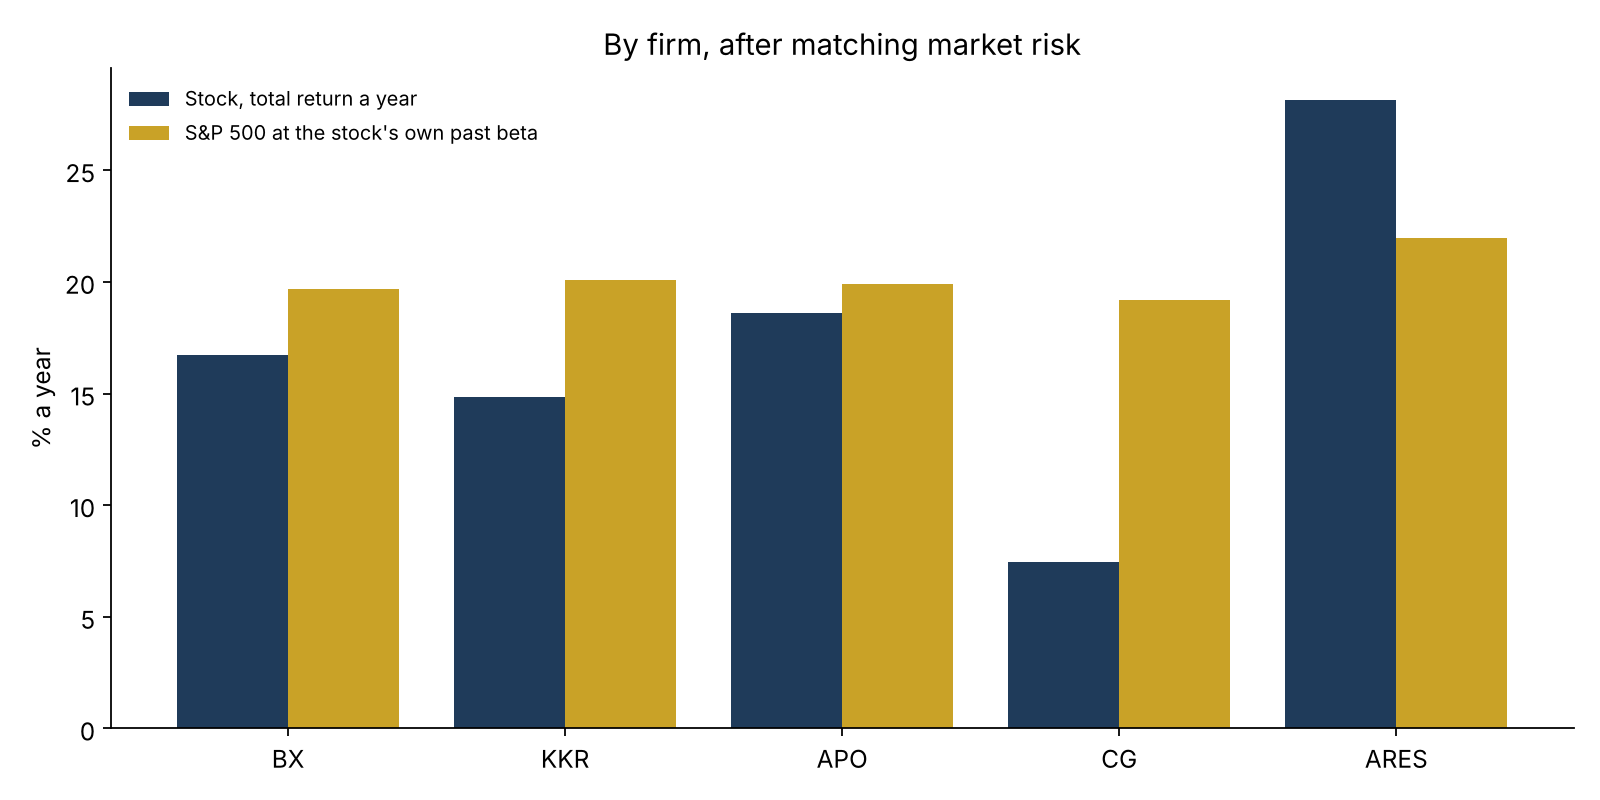 By firm, after matching market risk
Stock, total return a year
S&P 500 at the stock's own past beta
% a year
25
20
15
10
5
0
BX
KKR
APO
CG
ARES